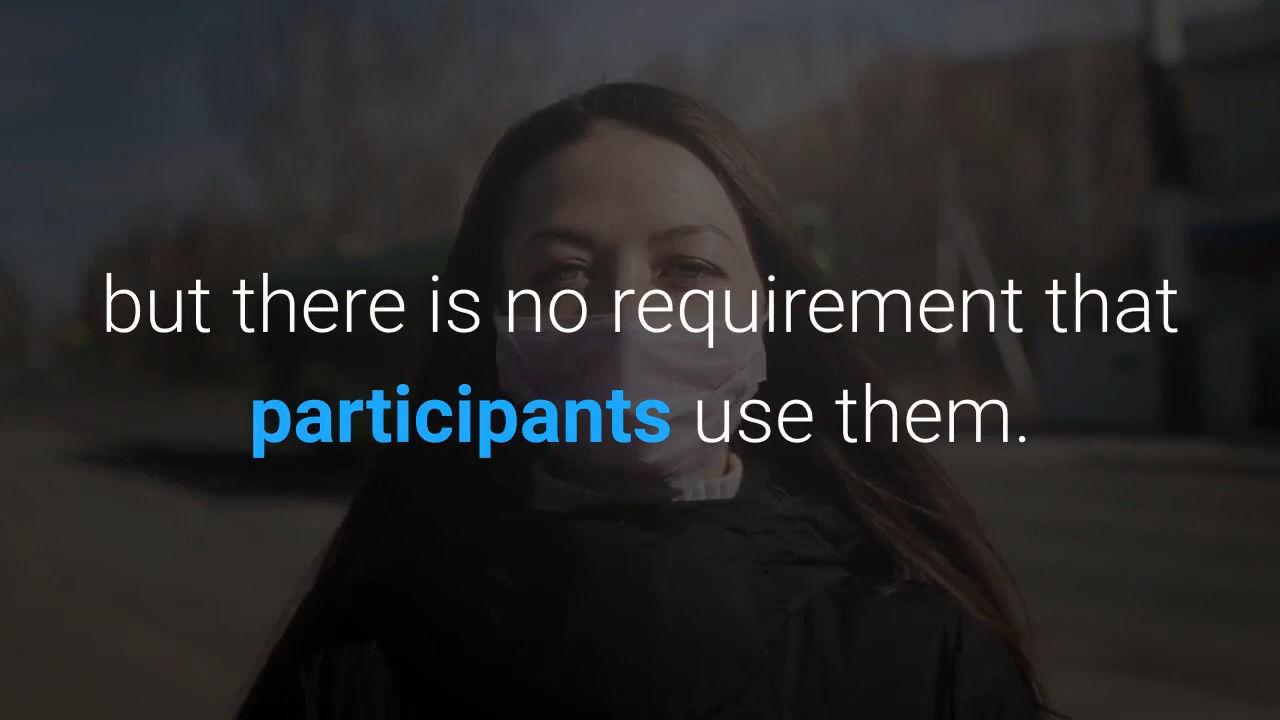 but there is no requirement that
participants use them.